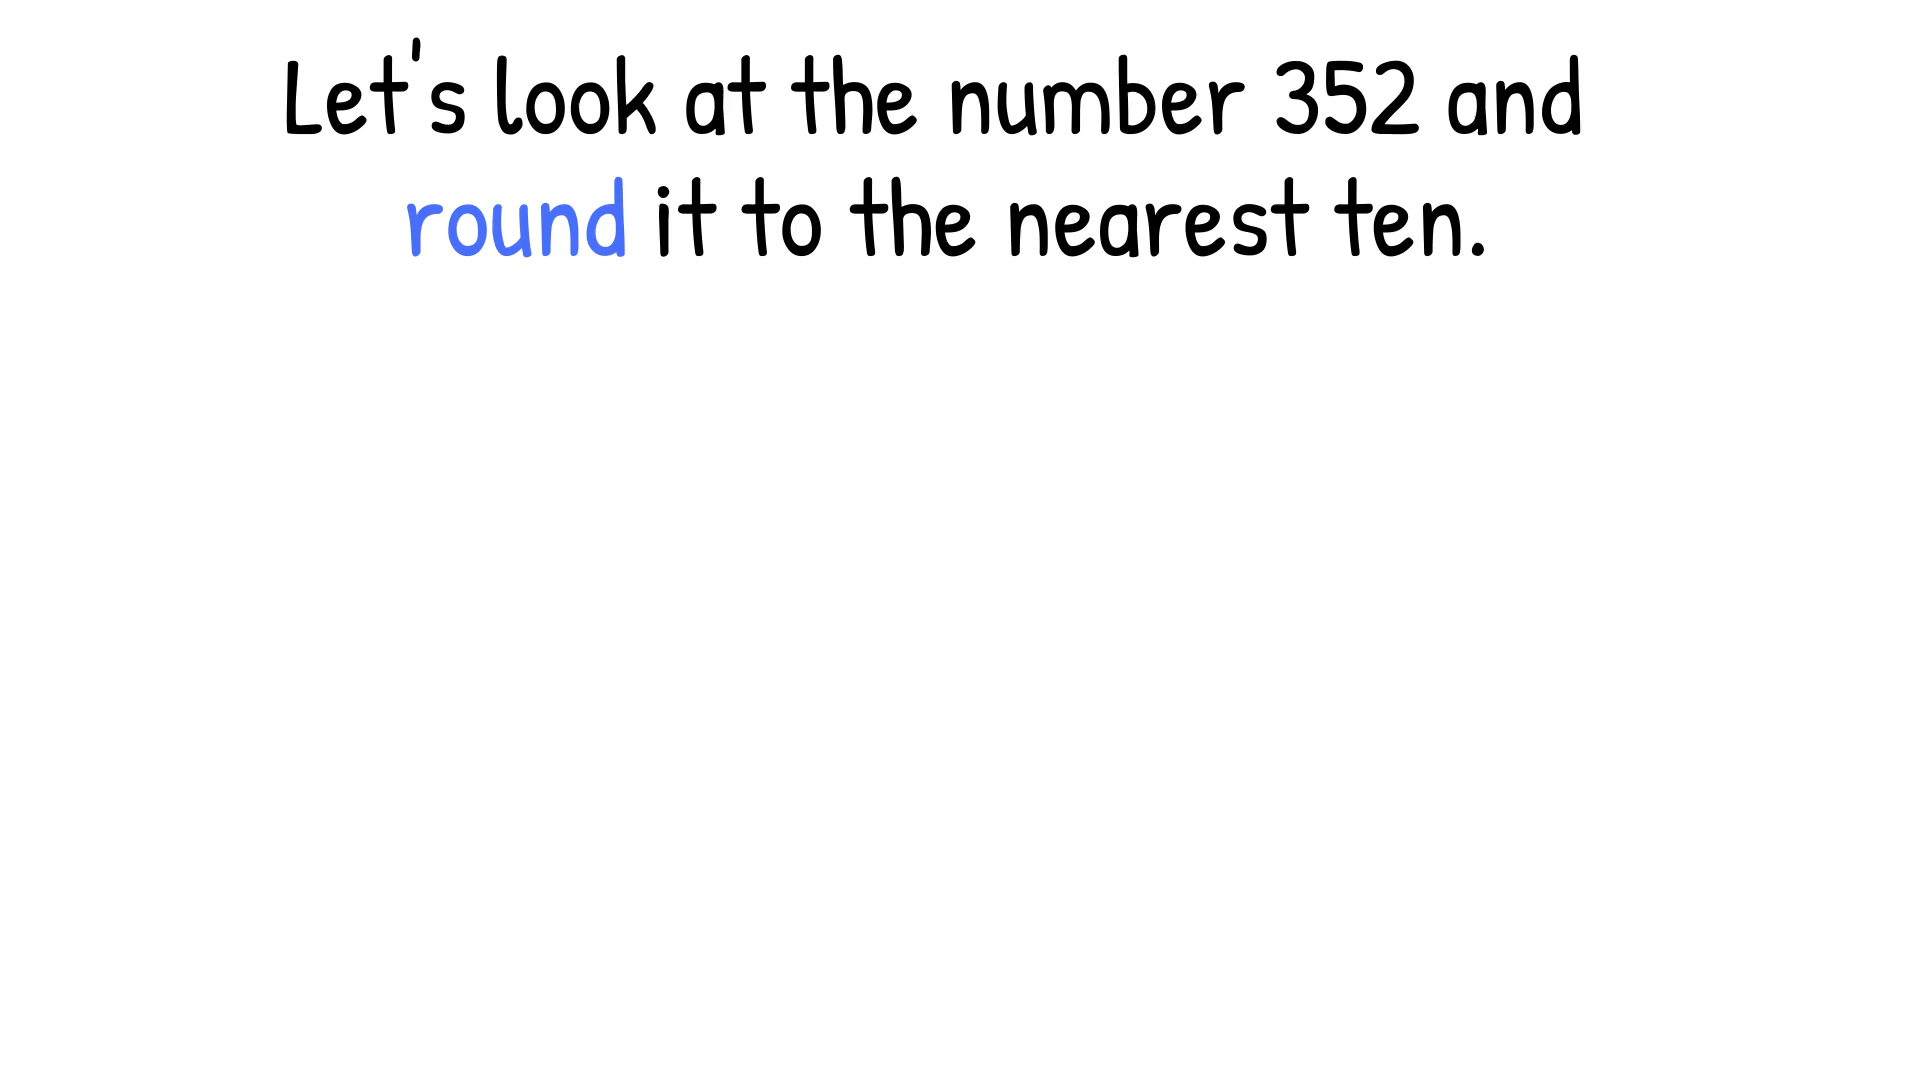 Let's look at the number 352 and
round it to the nearest ten.